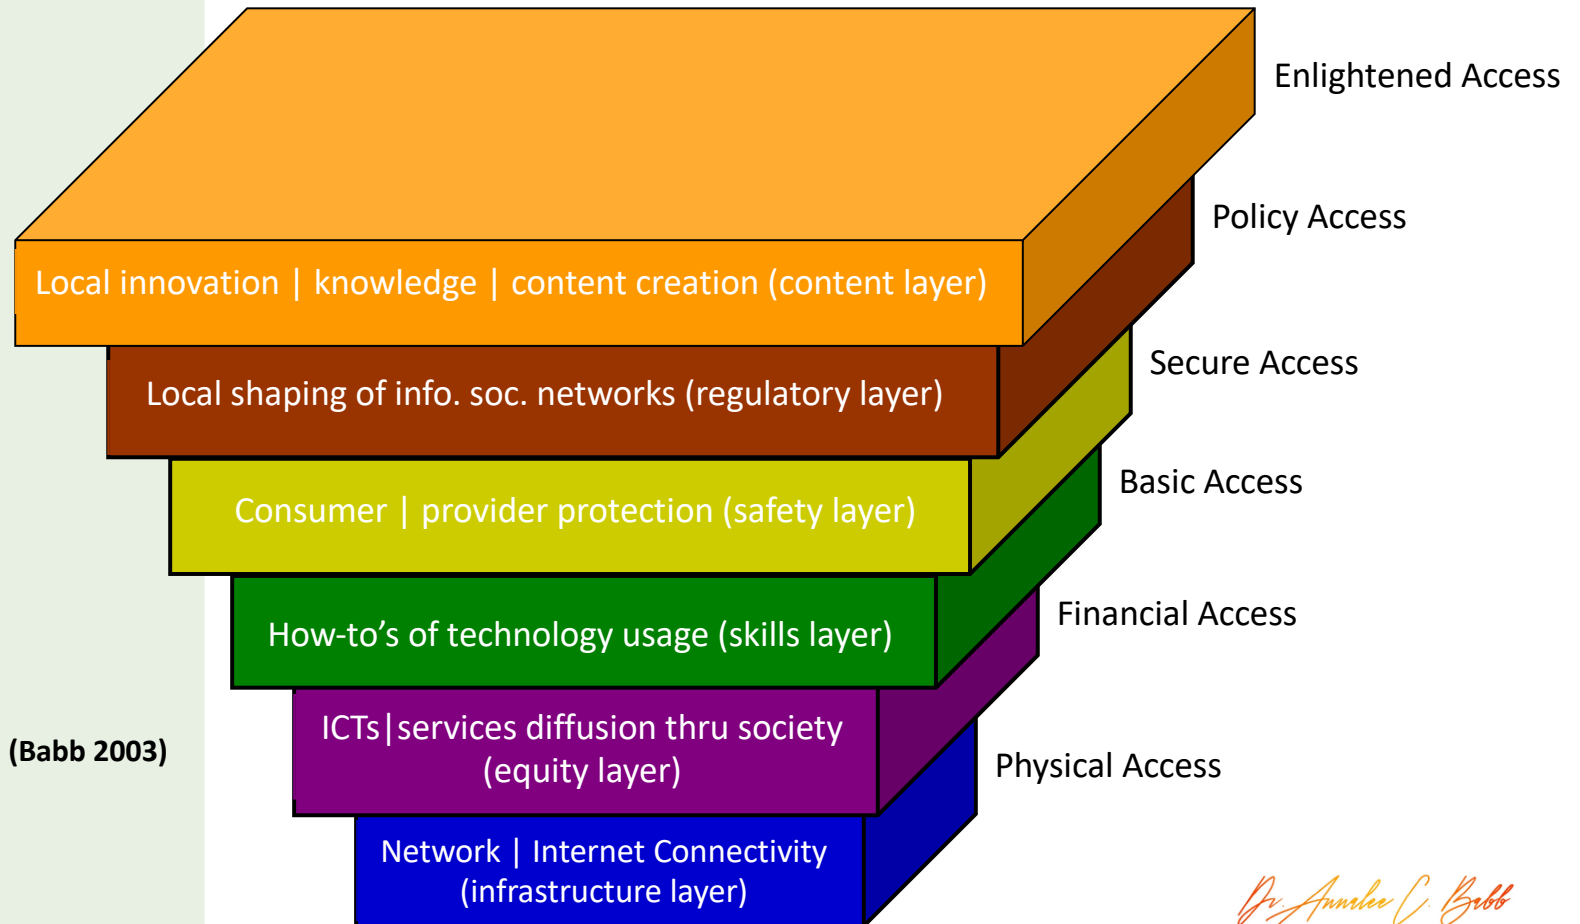 Enlightened Access
Policy Access
Local innovation | knowledge | content creation (content layer)
Secure Access
Local shaping of info. soc. networks (regulatory layer)
Basic Access
Consumer | provider protection (safety layer)
Financial Access
How-to’s of technology usage (skills layer)
ICTs|services diffusion thru society
(equity layer)
(Babb 2003)
Physical Access
Network | Internet Connectivity
(infrastructure layer)
Dr. Annalee C. Babb